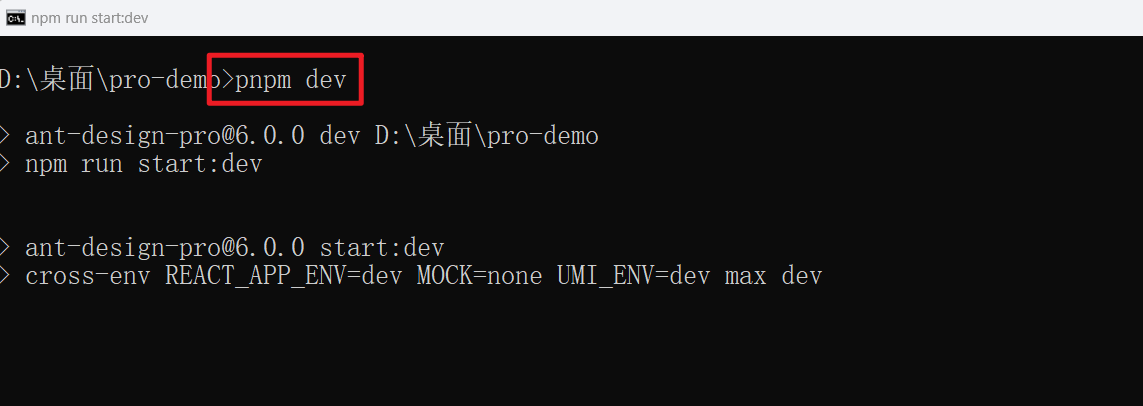 npm run start:dev
D:\桌面\pro-demo>pnpm dev
> ant-design-pro@6.0.0 dev D:\桌面\pro-demo
> npm run start:dev
> ant-design-pro@6.0.0 start:dev
> cross-env REACT_APP_ENV=dev MOCK=none UMI_ENV=dev max dev